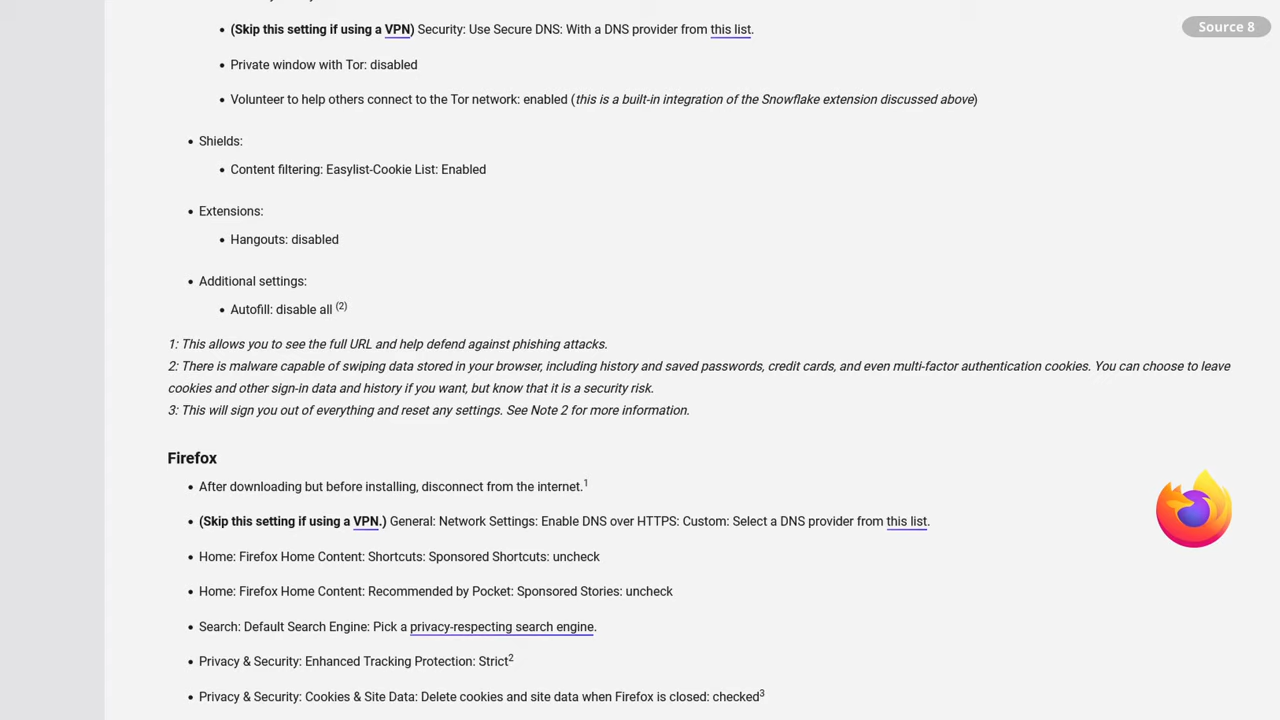 Source 8
(Skip this setting if using a VPN) Security: Use Secure DNS: With a DNS provider from this list.
Private window with Tor: disabled
Volunteer to help others connect to the Tor network: enabled (this is a built-in integration of the Snowflake extension discussed above)
Shields:
Content filtering: Easylist-Cookie List: Enabled
Extensions:
Hangouts: disabled
Additional settings:
Autofill: disable all (2)
1: This allows you to see the full URL and help defend against phishing attacks.
2: There is malware capable of swiping data stored in your browser, including history and saved passwords, credit cards, and even multi-factor authentication cookies. You can choose to leave
cookies and other sign-in data and history if you want, but know that it is a security risk.
3: This will sign you out of everything and reset any settings. See Note 2 for more information.
Firefox
After downloading but before installing, disconnect from the internet.1
(Skip this setting if using a VPN.) General: Network Settings: Enable DNS over HTTPS: Custom: Select a DNS provider from this list.
Home: Firefox Home Content: Shortcuts: Sponsored Shortcuts: uncheck
Home: Firefox Home Content: Recommended by Pocket: Sponsored Stories: uncheck
Search: Default Search Engine: Pick a privacy-respecting search engine.
Privacy & Security: Enhanced Tracking Protection: Strict2
Privacy & Security: Cookies & Site Data: Delete cookies and site data when Firefox is closed: checked3